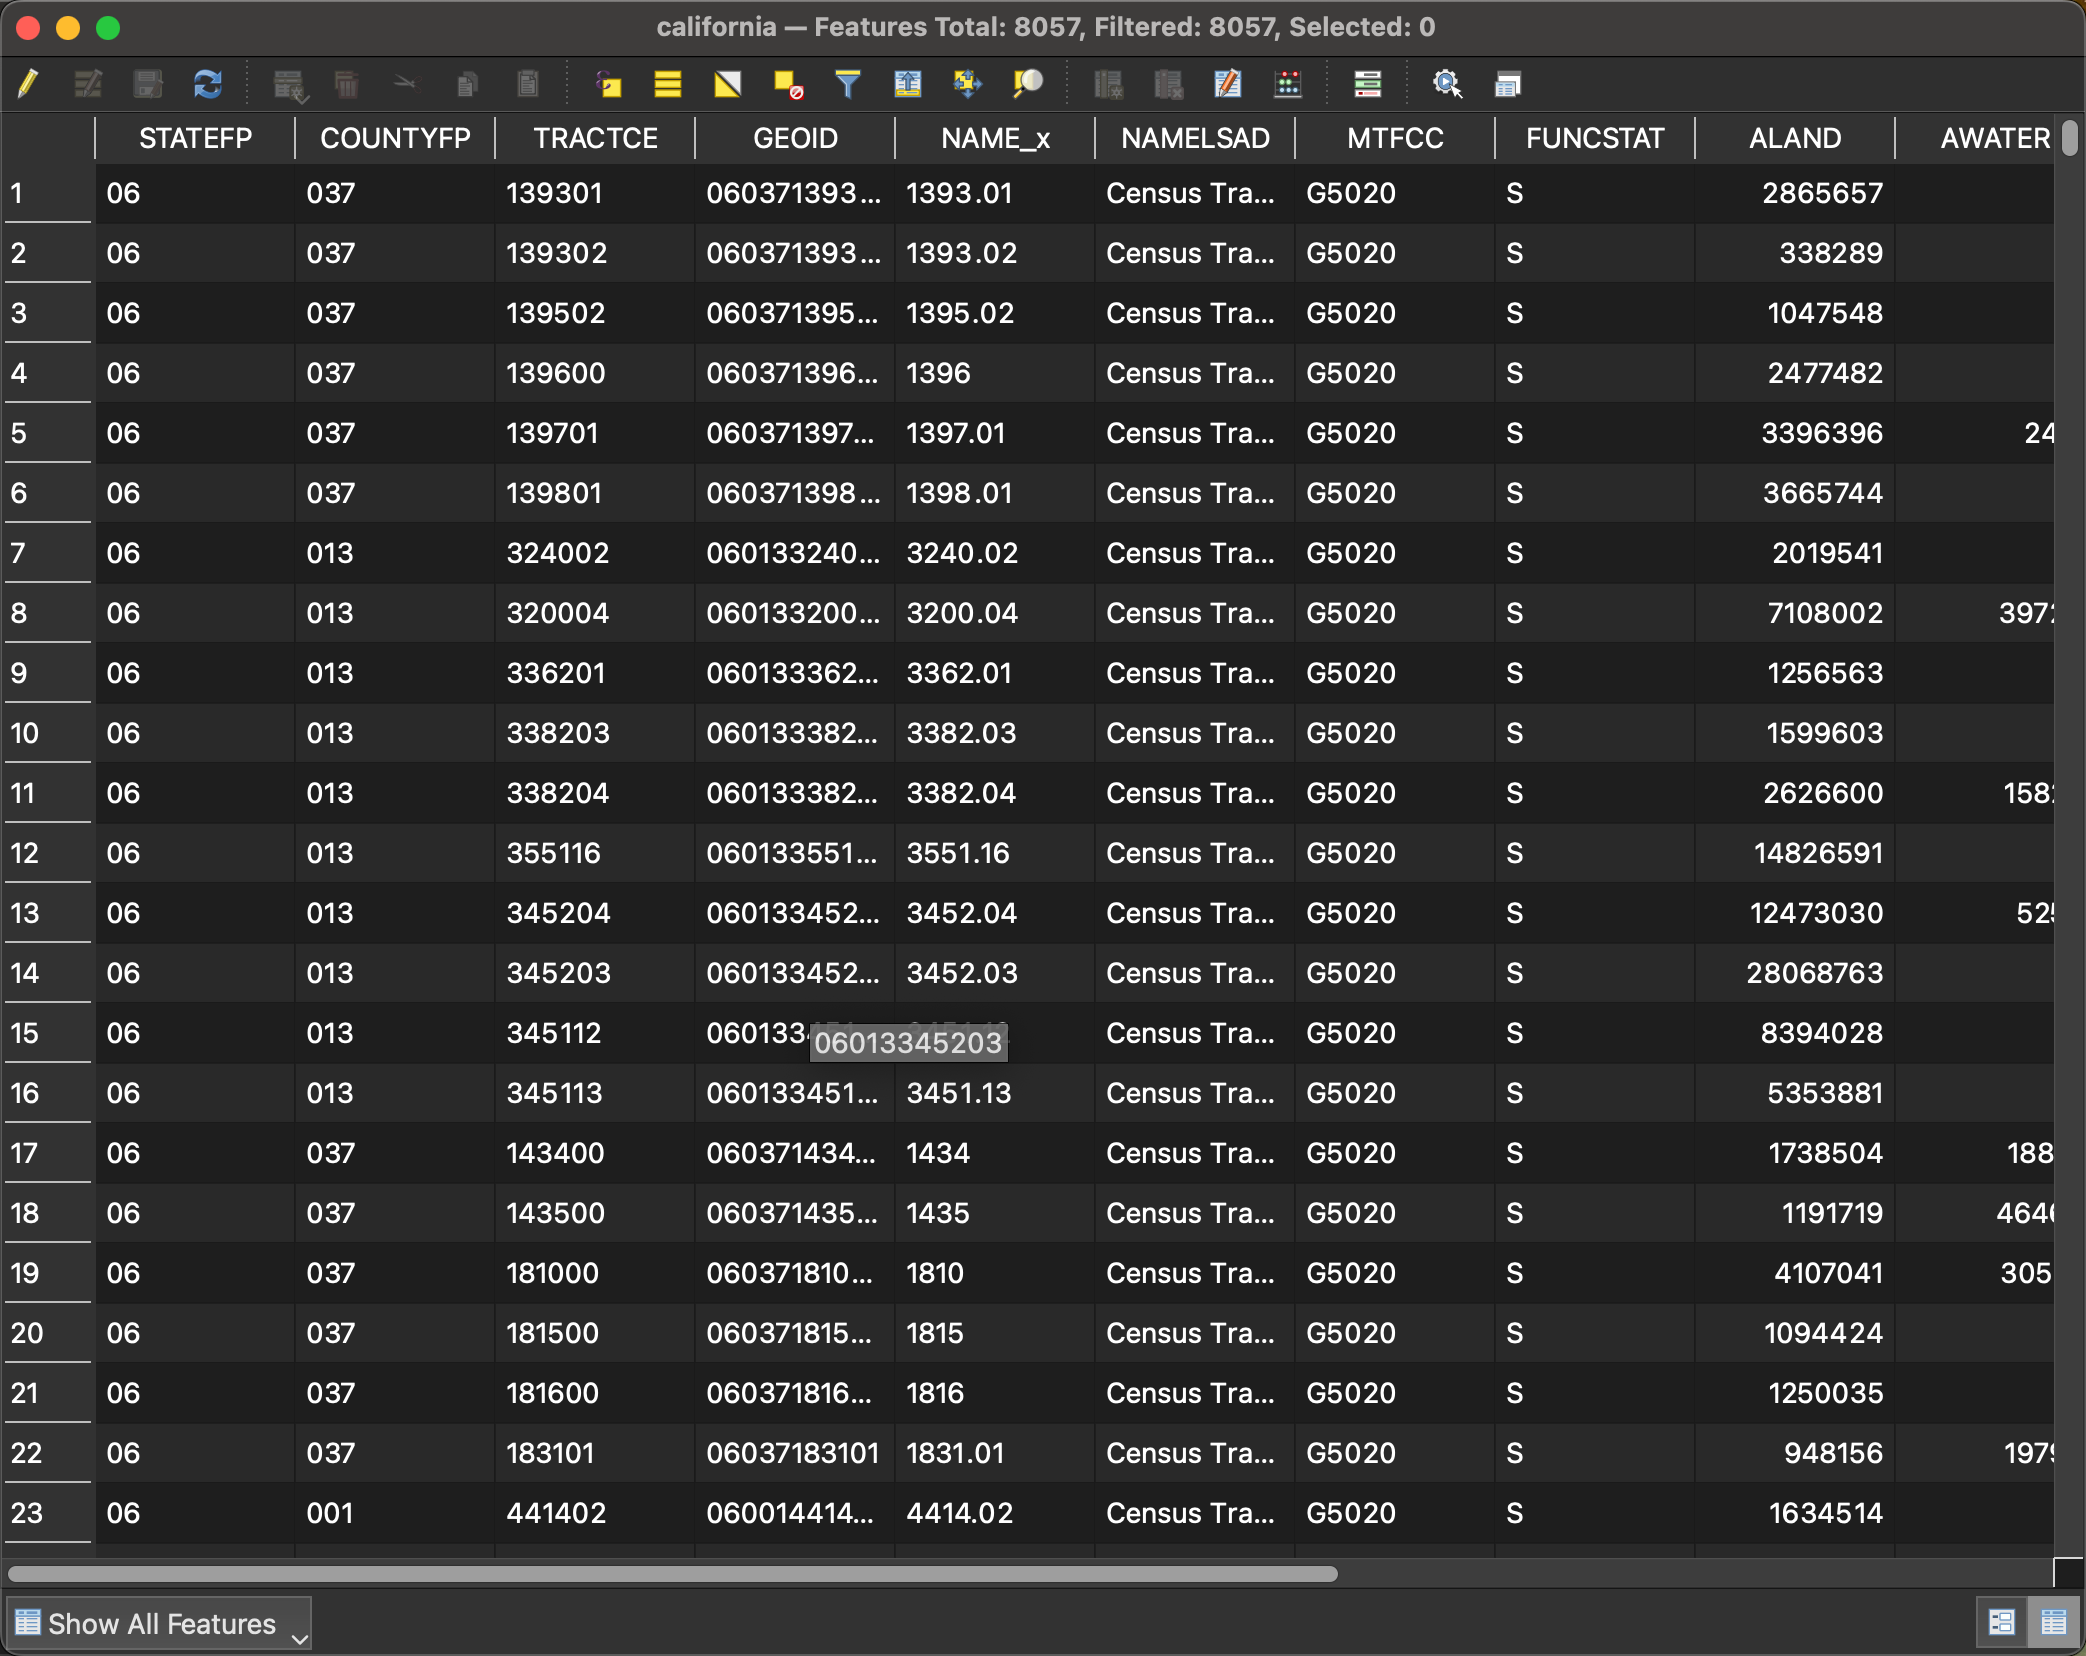 california — Features Total: 8057, Filtered: 8057, Selected: 0
STATEFP COUNTYFP TRACTCE GEOID NAME_x NAMELSAD MTFCC FUNCSTAT ALAND AWATER
1 06 037 139301 060371393... 1393.01 Census Tra... G5020 S 2865657
2 06 037 139302 060371393... 1393.02 Census Tra... G5020 S 338289
3 06 037 139502 060371395... 1395.02 Census Tra... G5020 S 1047548
4 06 037 139600 060371396... 1396 Census Tra... G5020 S 2477482
5 06 037 139701 060371397... 1397.01 Census Tra... G5020 S 3396396 24
6 06 037 139801 060371398... 1398.01 Census Tra... G5020 S 3665744
7 06 013 324002 060133240... 3240.02 Census Tra... G5020 S 2019541
8 06 013 320004 060133200... 3200.04 Census Tra... G5020 S 7108002 397
9 06 013 336201 060133362... 3362.01 Census Tra... G5020 S 1256563
10 06 013 338203 060133382... 3382.03 Census Tra... G5020 S 1599603
11 06 013 338204 060133382... 3382.04 Census Tra... G5020 S 2626600 158
12 06 013 355116 060133551... 3551.16 Census Tra... G5020 S 14826591
13 06 013 345204 060133452... 3452.04 Census Tra... G5020 S 12473030 52
14 06 013 345203 060133452... 3452.03 Census Tra... G5020 S 28068763
15 06 013 345112 060133 06013345203 Census Tra... G5020 S 8394028
16 06 013 345113 060133451... 3451.13 Census Tra... G5020 S 5353881
17 06 037 143400 060371434... 1434 Census Tra... G5020 S 1738504 188
18 06 037 143500 060371435... 1435 Census Tra... G5020 S 1191719 464
19 06 037 181000 060371810... 1810 Census Tra... G5020 S 4107041 305
20 06 037 181500 060371815... 1815 Census Tra... G5020 S 1094424
21 06 037 181600 060371816... 1816 Census Tra... G5020 S 1250035
22 06 037 183101 06037183101 1831.01 Census Tra... G5020 S 948156 197
23 06 001 441402 060014414... 4414.02 Census Tra... G5020 S 1634514
Show All Features